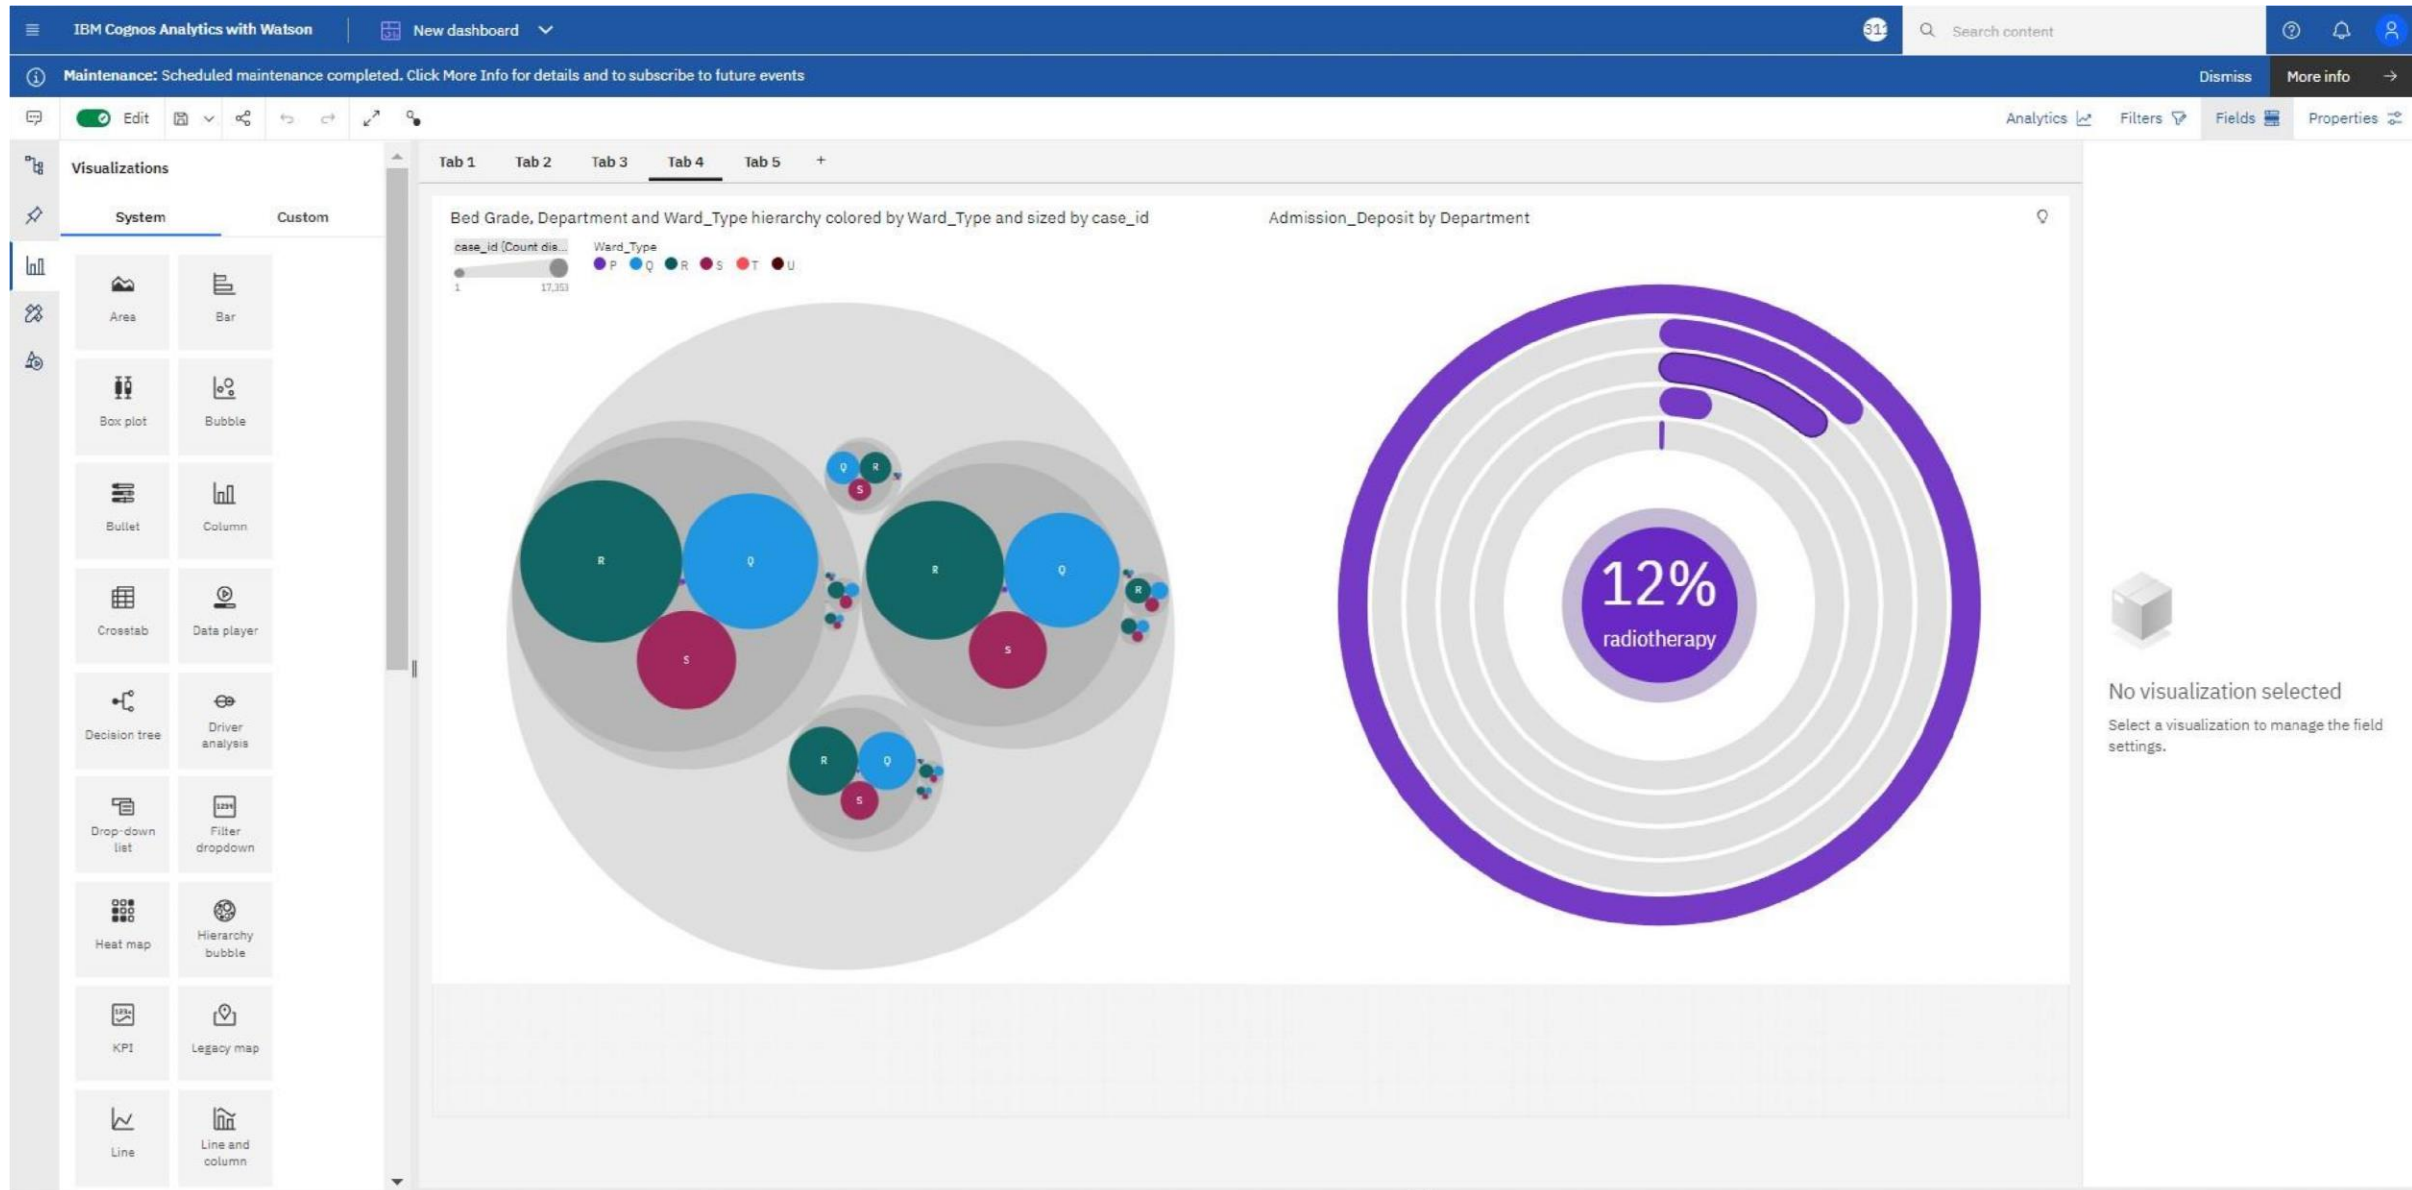 IBM Cognos Analytics with Watson
New dashboard
Search content
Maintenance: Scheduled maintenance completed. Click More Info for details and to subscribe to future events
Dismiss
More info
Edit
Analytics
Filters
Fields
Properties
Visualizations
System
Custom
Area
Bar
Box plot
Bubble
Bullet
Column
Crosstab
Data player
Decision tree
Driver
analysis
Drop-down
list
Filter
dropdown
Heat map
Hierarchy
bubble
KPI
Legacy map
Line
Line and
column
Tab 1
Tab 2
Tab 3
Tab 4
Tab 5
Bed Grade, Department and Ward_Type hierarchy colored by Ward_Type and sized by case_id
case_id (Count dis...
1
17,353
Ward_Type
P Q R S T U
Q R
S
R Q
S
R Q
S
R
R Q
S
Admission_Deposit by Department
12%
radiotherapy
No visualization selected
Select a visualization to manage the field
settings.